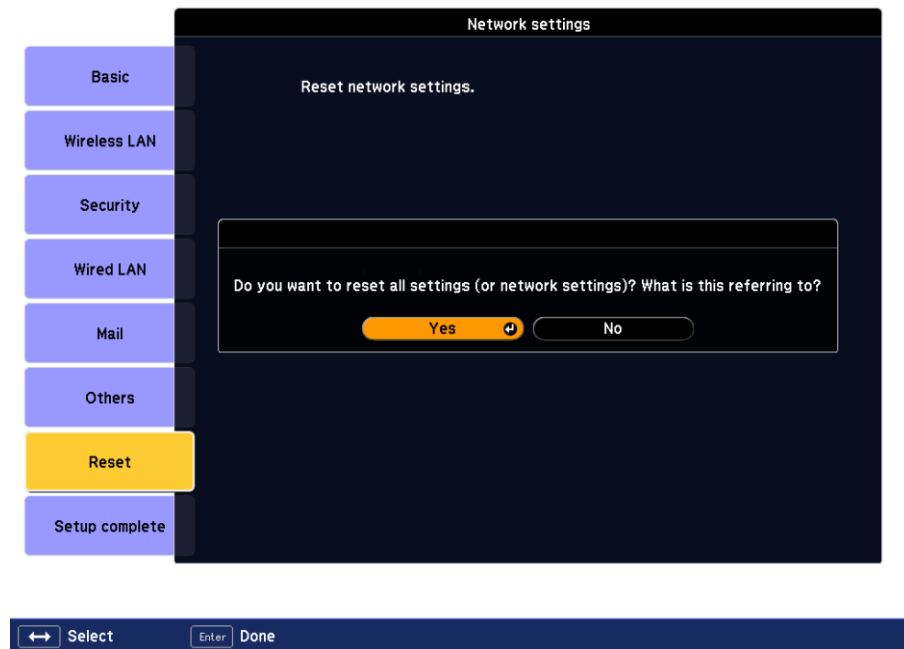 Network settings
Basic
Reset network settings.
Wireless LAN
Security
Wired LAN
Do you want to reset all settings (or network settings)? What is this referring to?
Yes
No
Mail
Others
Reset
Setup complete
Select
Enter Done